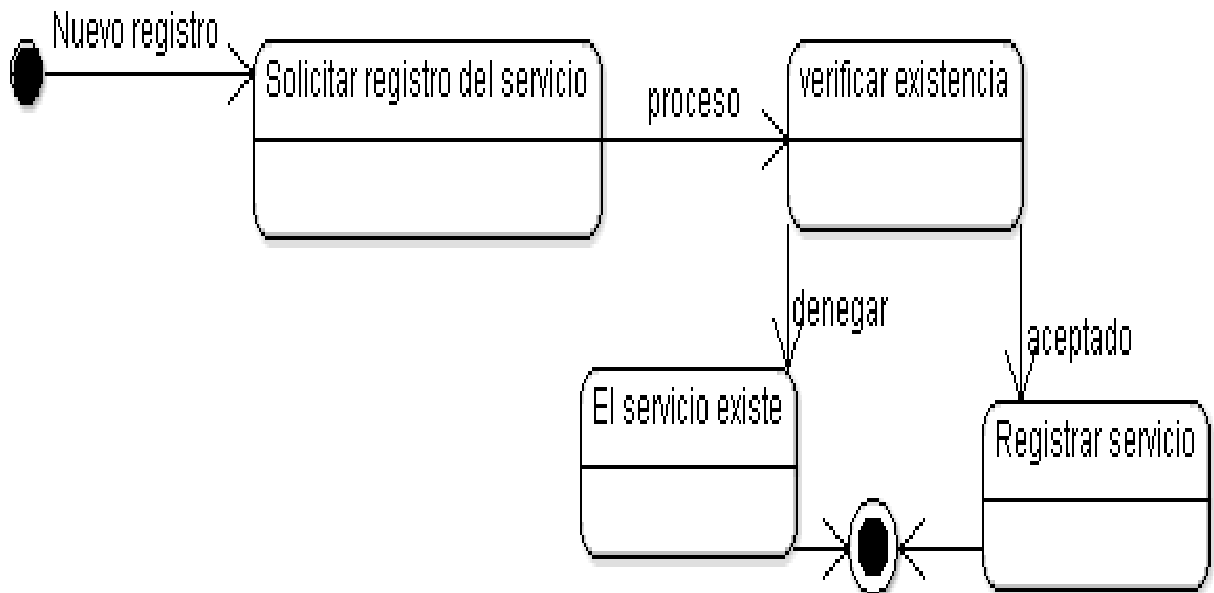 Nuevo registro
Solicitar registro del servicio
proceso
verificar existencia
denegar
aceptado
El servicio existe
Registrar servicio